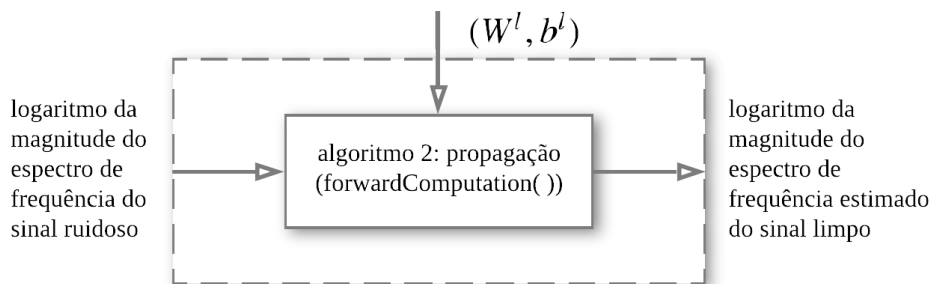 (W^l, b^l)
logaritmo da
magnitude do
espectro de
frequência do
sinal ruidoso
algoritmo 2: propagação
(forwardComputation( ))
logaritmo da
magnitude do
espectro de
frequência estimado
do sinal limpo